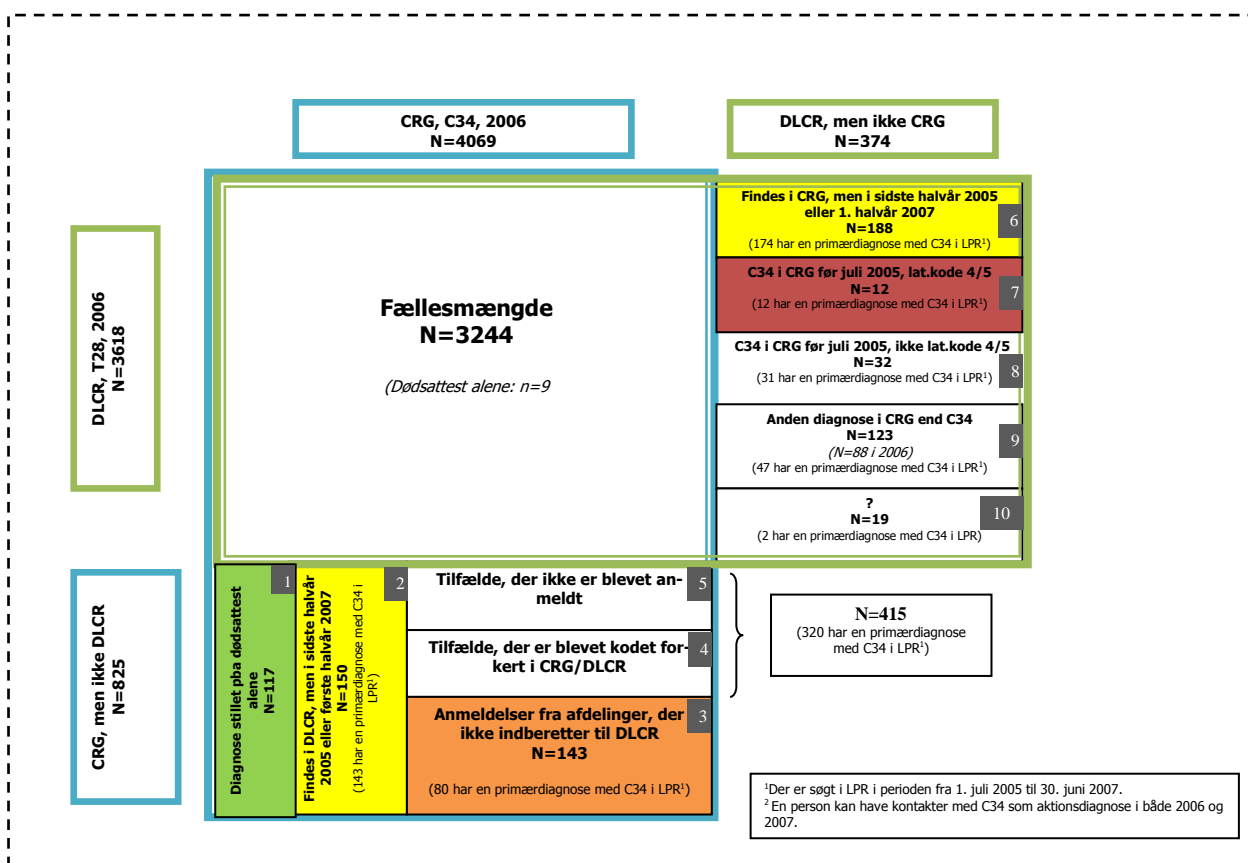 CRG, C34, 2006
N=4069
DLCR, men ikke CRG
N=374
DLCR, T28, 2006
N=3618
Fællesmængde
N=3244
(Dødsattest alene: n=9
Findes i CRG, men i sidste halvår 2005
eller 1. halvår 2007
N=188
(174 har en primærdiagnose med C34 i LPR¹)
6
C34 i CRG før juli 2005, lat.kode 4/5
N=12
(12 har en primærdiagnose med C34 i LPR¹)
7
C34 i CRG før juli 2005, ikke lat.kode 4/5
N=32
(31 har en primærdiagnose med C34 i LPR¹)
8
Anden diagnose i CRG end C34
N=123
(N=88 i 2006)
(47 har en primærdiagnose med C34 i LPR¹)
9
?
N=19
(2 har en primærdiagnose med C34 i LPR)
10
CRG, men ikke DLCR
N=825
Diagnose stillet pba dødsattest
alene
N=117
1
Findes i DLCR, men i sidste halvår
2005 eller første halvår 2007
N=150
(143 har en primærdiagnose med C34 i
LPR¹)
2
Tilfælde, der ikke er blevet an-
meldt
5
Tilfælde, der er blevet kodet for-
kert i CRG/DLCR
4
Anmeldelser fra afdelinger, der
ikke indberetter til DLCR
N=143
(80 har en primærdiagnose med C34 i LPR¹)
3
N=415
(320 har en primærdiagnose
med C34 i LPR¹)
¹Der er søgt i LPR i perioden fra 1. juli 2005 til 30. juni 2007.
² En person kan have kontakter med C34 som aktionsdiagnose i både 2006 og
2007.